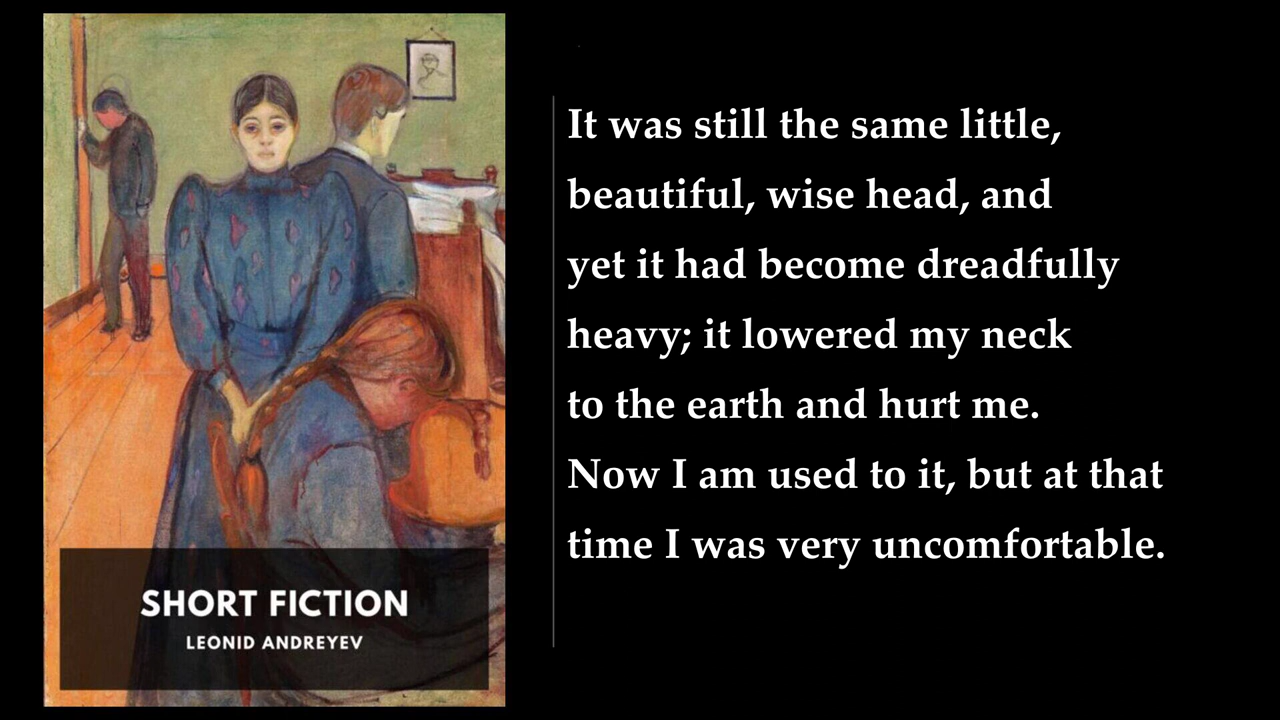 SHORT FICTION
LEONID ANDREYEV
It was still the same little,
beautiful, wise head, and
yet it had become dreadfully
heavy; it lowered my neck
to the earth and hurt me.
Now I am used to it, but at that
time I was very uncomfortable.